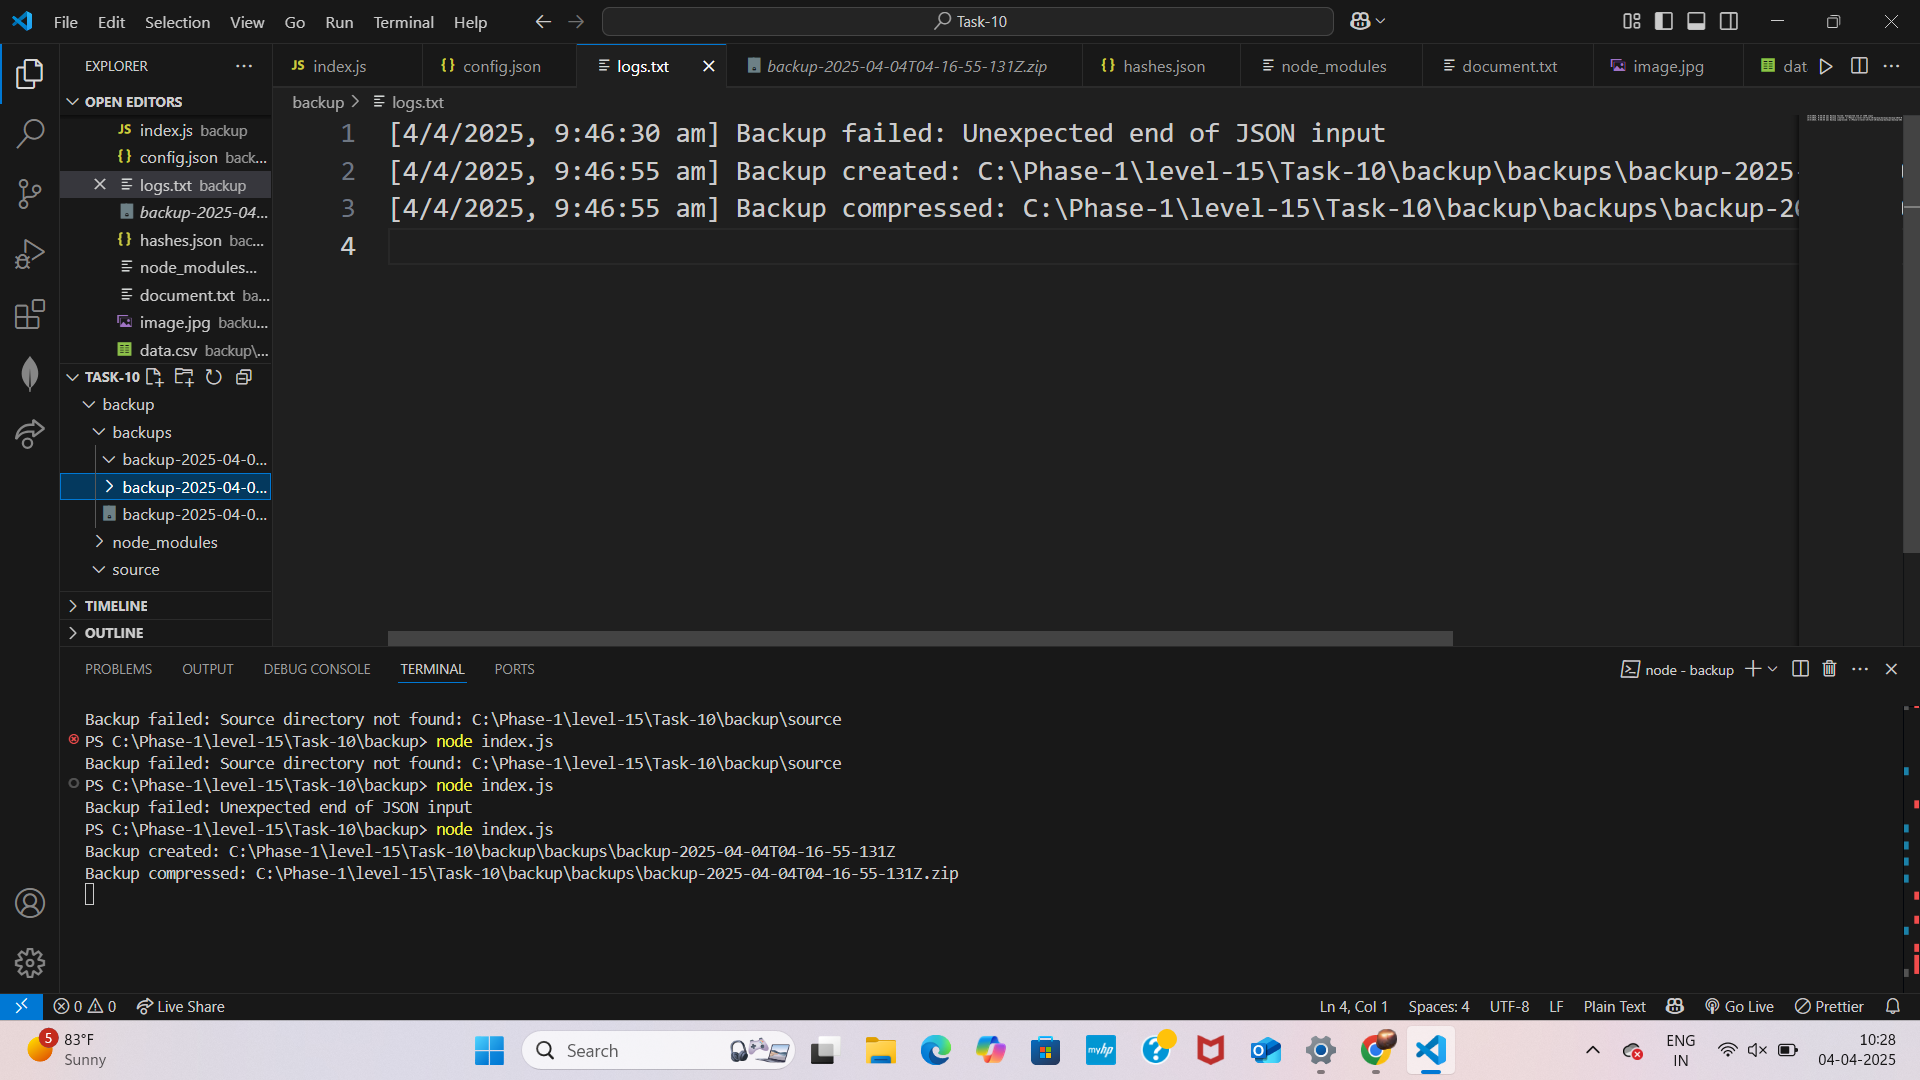 File Edit Selection View Go Run Terminal Help
Task-10
EXPLORER
OPEN EDITORS
JS index.js backup
{} config.json back...
logs.txt backup
backup-2025-04...
{} hashes.json bac...
node_modules...
document.txt ba...
image.jpg backu...
data.csv backup\...
TASK-10
backup
backups
backup-2025-04-0...
backup-2025-04-0...
backup-2025-04-0...
node_modules
source
TIMELINE
OUTLINE
JS index.js
{} config.json
logs.txt
backup-2025-04-04T04-16-55-131Z.zip
{} hashes.json
node_modules
document.txt
image.jpg
dat
backup > logs.txt
1 [4/4/2025, 9:46:30 am] Backup failed: Unexpected end of JSON input
2 [4/4/2025, 9:46:55 am] Backup created: C:\Phase-1\level-15\Task-10\backup\backups\backup-2025-
3 [4/4/2025, 9:46:55 am] Backup compressed: C:\Phase-1\level-15\Task-10\backup\backups\backup-20
4
PROBLEMS OUTPUT DEBUG CONSOLE TERMINAL PORTS
node - backup
Backup failed: Source directory not found: C:\Phase-1\level-15\Task-10\backup\source
PS C:\Phase-1\level-15\Task-10\backup> node index.js
Backup failed: Source directory not found: C:\Phase-1\level-15\Task-10\backup\source
PS C:\Phase-1\level-15\Task-10\backup> node index.js
Backup failed: Unexpected end of JSON input
PS C:\Phase-1\level-15\Task-10\backup> node index.js
Backup created: C:\Phase-1\level-15\Task-10\backup\backups\backup-2025-04-04T04-16-55-131Z
Backup compressed: C:\Phase-1\level-15\Task-10\backup\backups\backup-2025-04-04T04-16-55-131Z.zip
0 0 Live Share
Ln 4, Col 1 Spaces: 4 UTF-8 LF Plain Text Go Live Prettier
5
83°F
Sunny
Search
myhp
ENG
IN
10:28
04-04-2025